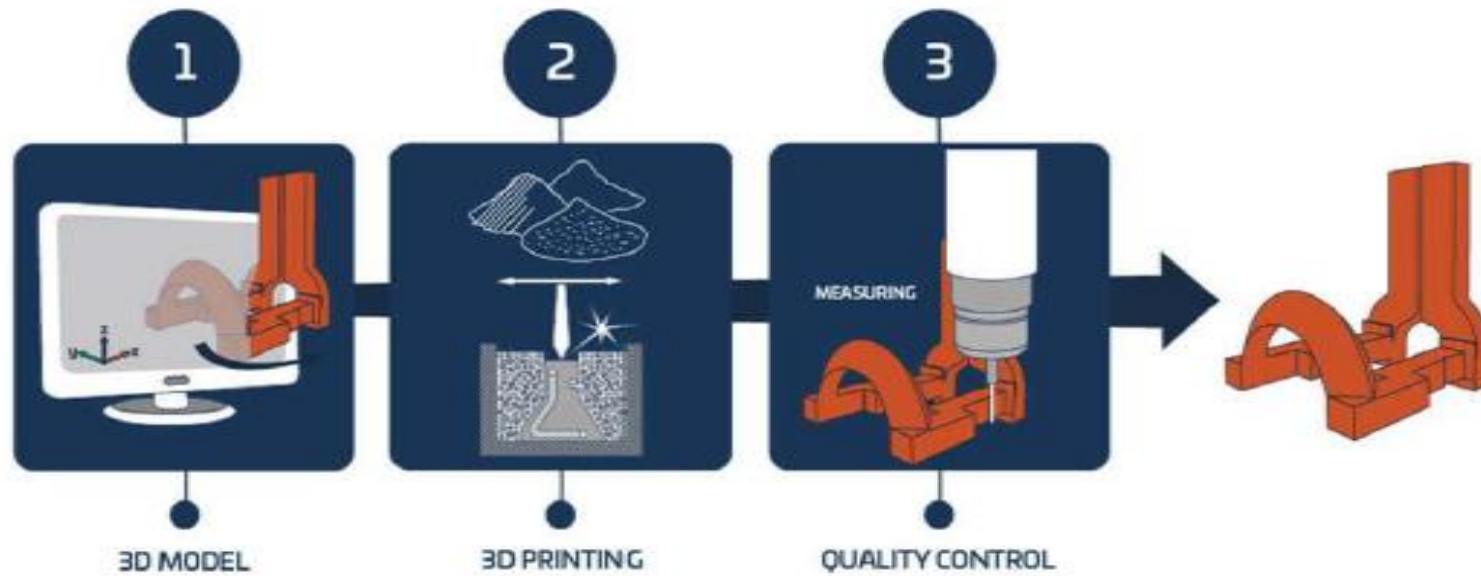 1
2
3
MEASURING
z
y
x
3D MODEL
3D PRINTING
QUALITY CONTROL